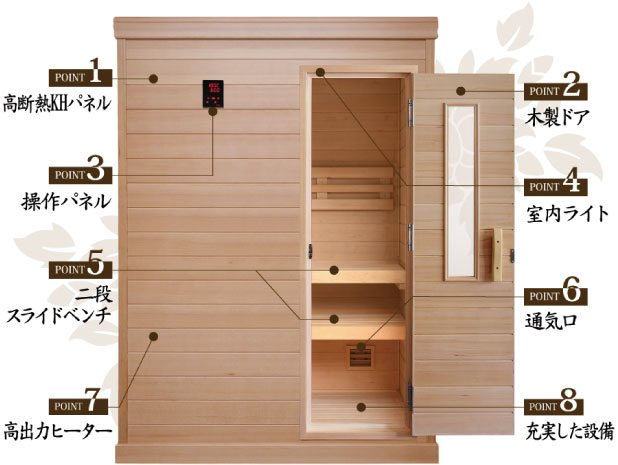 POINT 1
高断熱KHパネル
POINT 2
木製ドア
POINT 3
操作パネル
POINT 4
室内ライト
POINT 5
二段
スライドベンチ
POINT 6
通気口
POINT 7
高出力ヒーター
POINT 8
充実した設備